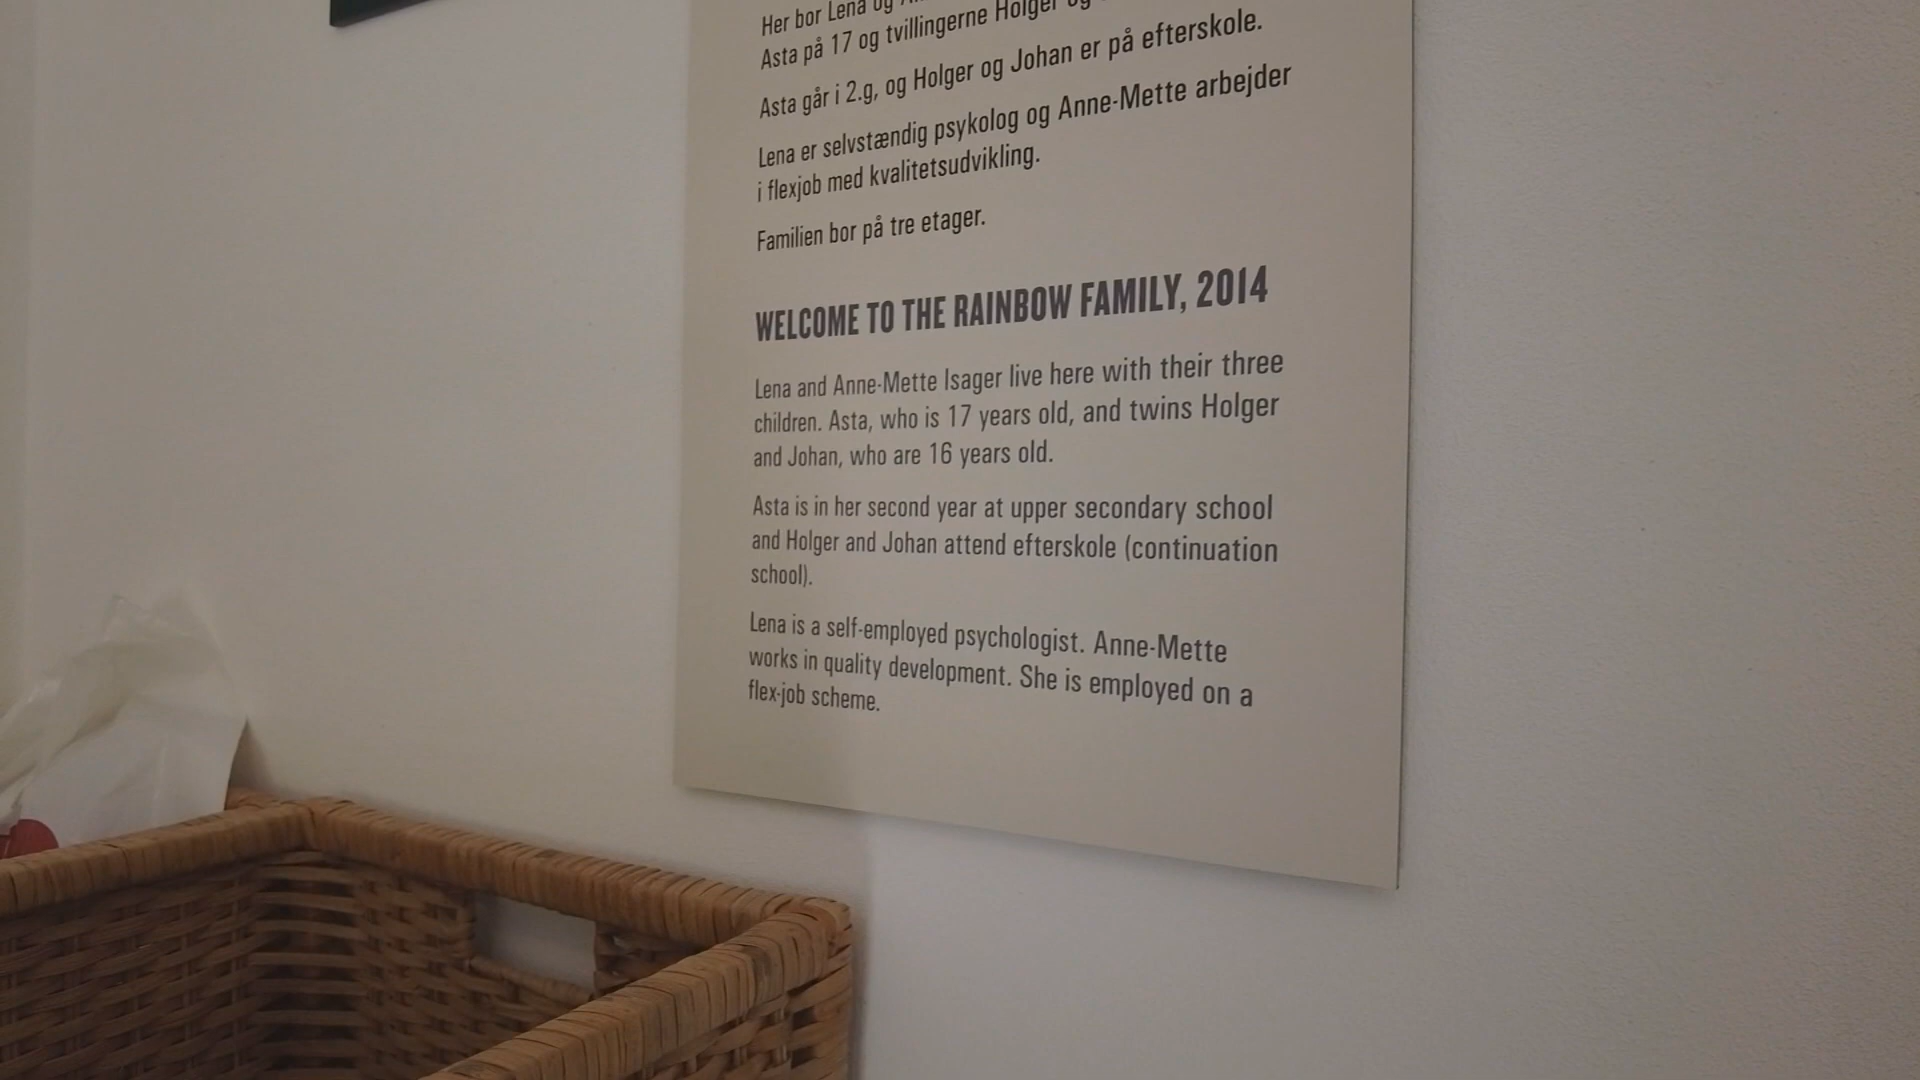 Her bor Lena og
Asta på 17 og tvillingerne Holger og
Asta går i 2.g, og Holger og Johan er på efterskole.
Lena er selvstændig psykolog og Anne-Mette arbejder
i flexjob med kvalitetsudvikling.
Familien bor på tre etager.
WELCOME TO THE RAINBOW FAMILY, 2014
Lena and Anne-Mette Isager live here with their three
children. Asta, who is 17 years old, and twins Holger
and Johan, who are 16 years old.
Asta is in her second year at upper secondary school
and Holger and Johan attend efterskole (continuation
school).
Lena is a self-employed psychologist. Anne-Mette
works in quality development. She is employed on a
flex-job scheme.